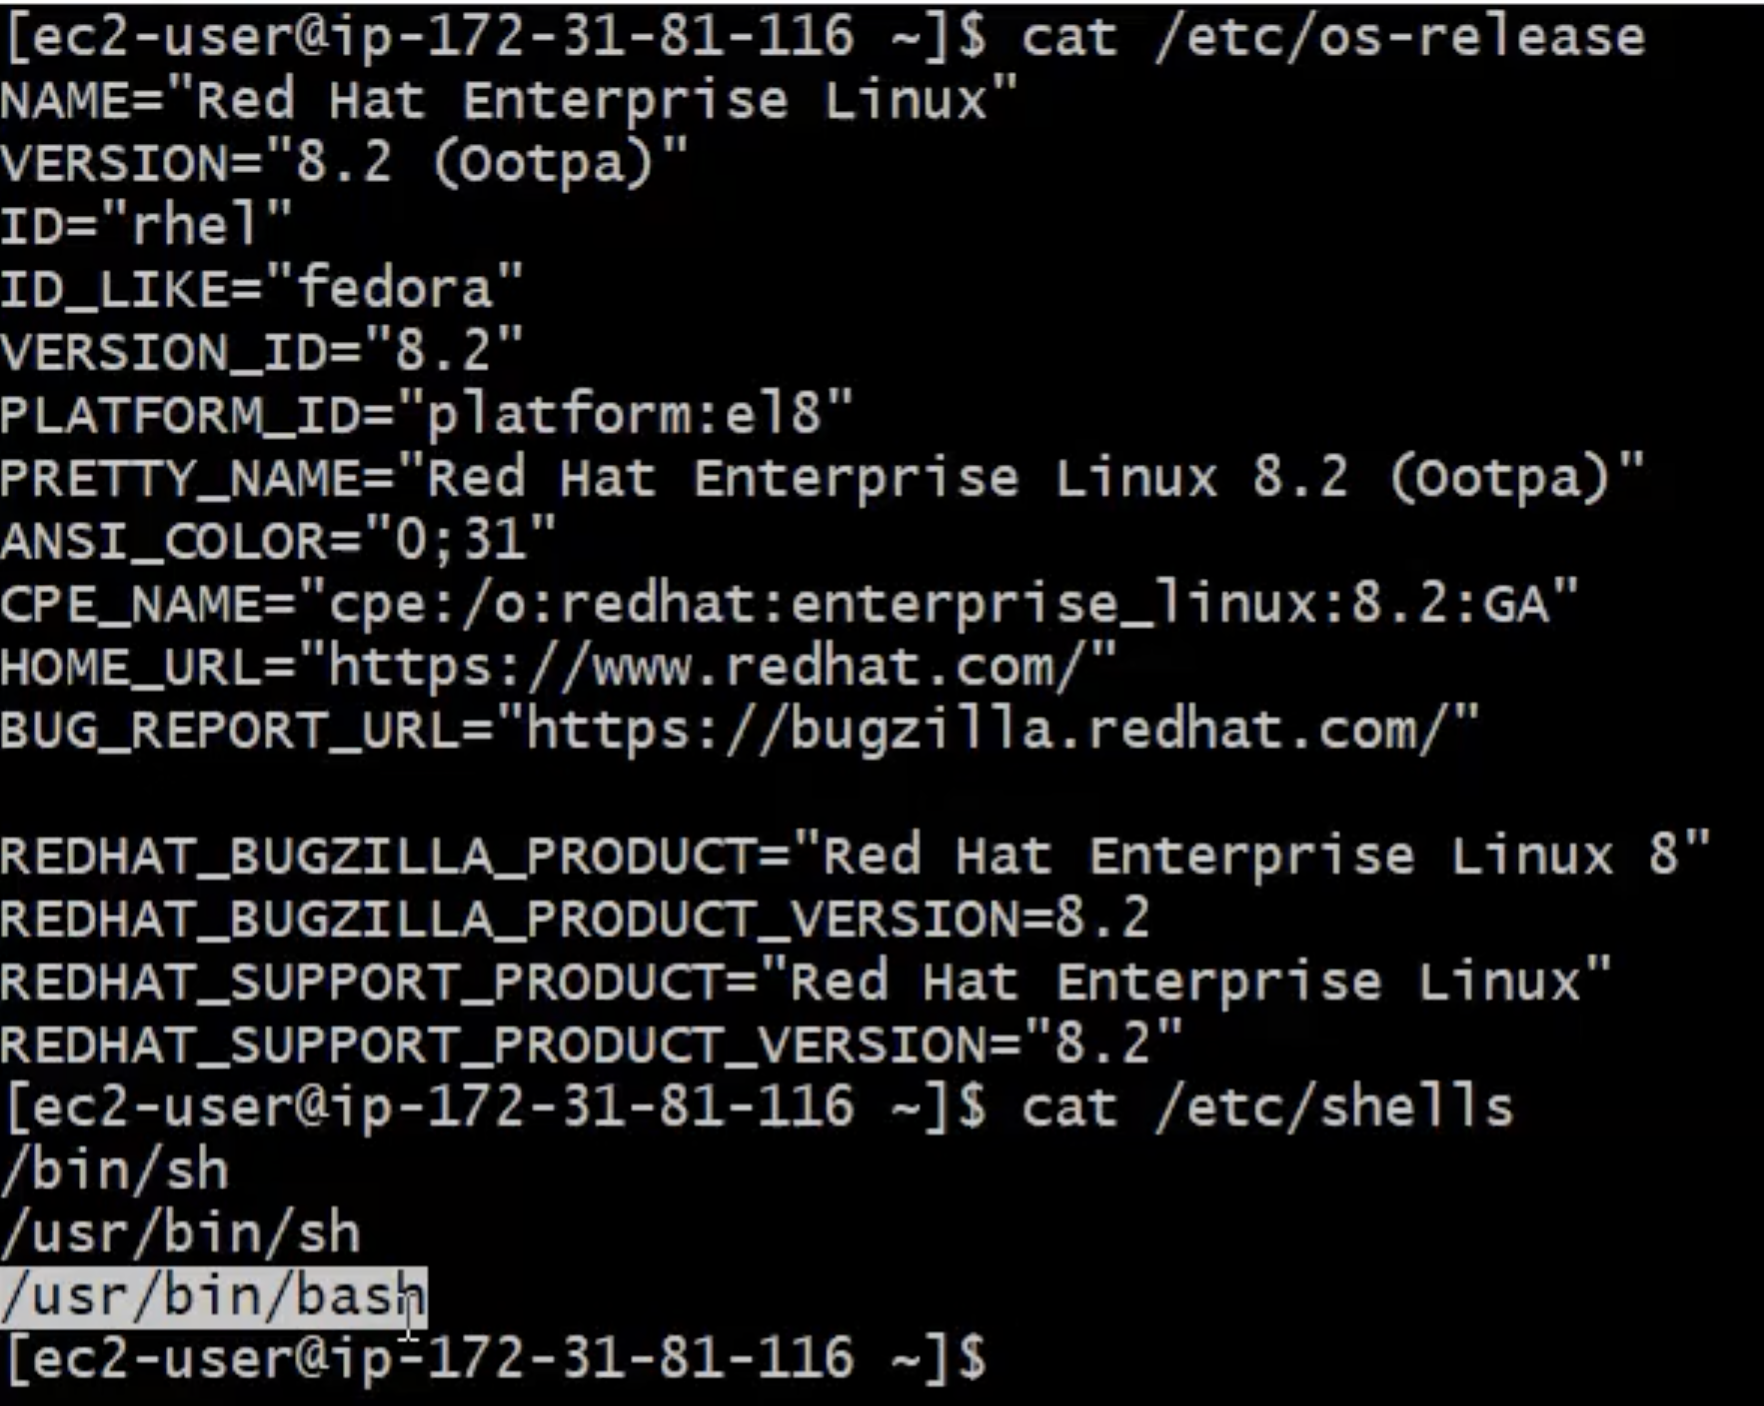 [ec2-user@ip-172-31-81-116 ~]$ cat /etc/os-release
NAME="Red Hat Enterprise Linux"
VERSION="8.2 (Ootpa)"
ID="rhel"
ID_LIKE="fedora"
VERSION_ID="8.2"
PLATFORM_ID="platform:el8"
PRETTY_NAME="Red Hat Enterprise Linux 8.2 (Ootpa)"
ANSI_COLOR="0;31"
CPE_NAME="cpe:/o:redhat:enterprise_linux:8.2:GA"
HOME_URL="https://www.redhat.com/"
BUG_REPORT_URL="https://bugzilla.redhat.com/"
REDHAT_BUGZILLA_PRODUCT="Red Hat Enterprise Linux 8"
REDHAT_BUGZILLA_PRODUCT_VERSION=8.2
REDHAT_SUPPORT_PRODUCT="Red Hat Enterprise Linux"
REDHAT_SUPPORT_PRODUCT_VERSION="8.2"
[ec2-user@ip-172-31-81-116 ~]$ cat /etc/shells
/bin/sh
/usr/bin/sh
/usr/bin/bash
[ec2-user@ip-172-31-81-116 ~]$